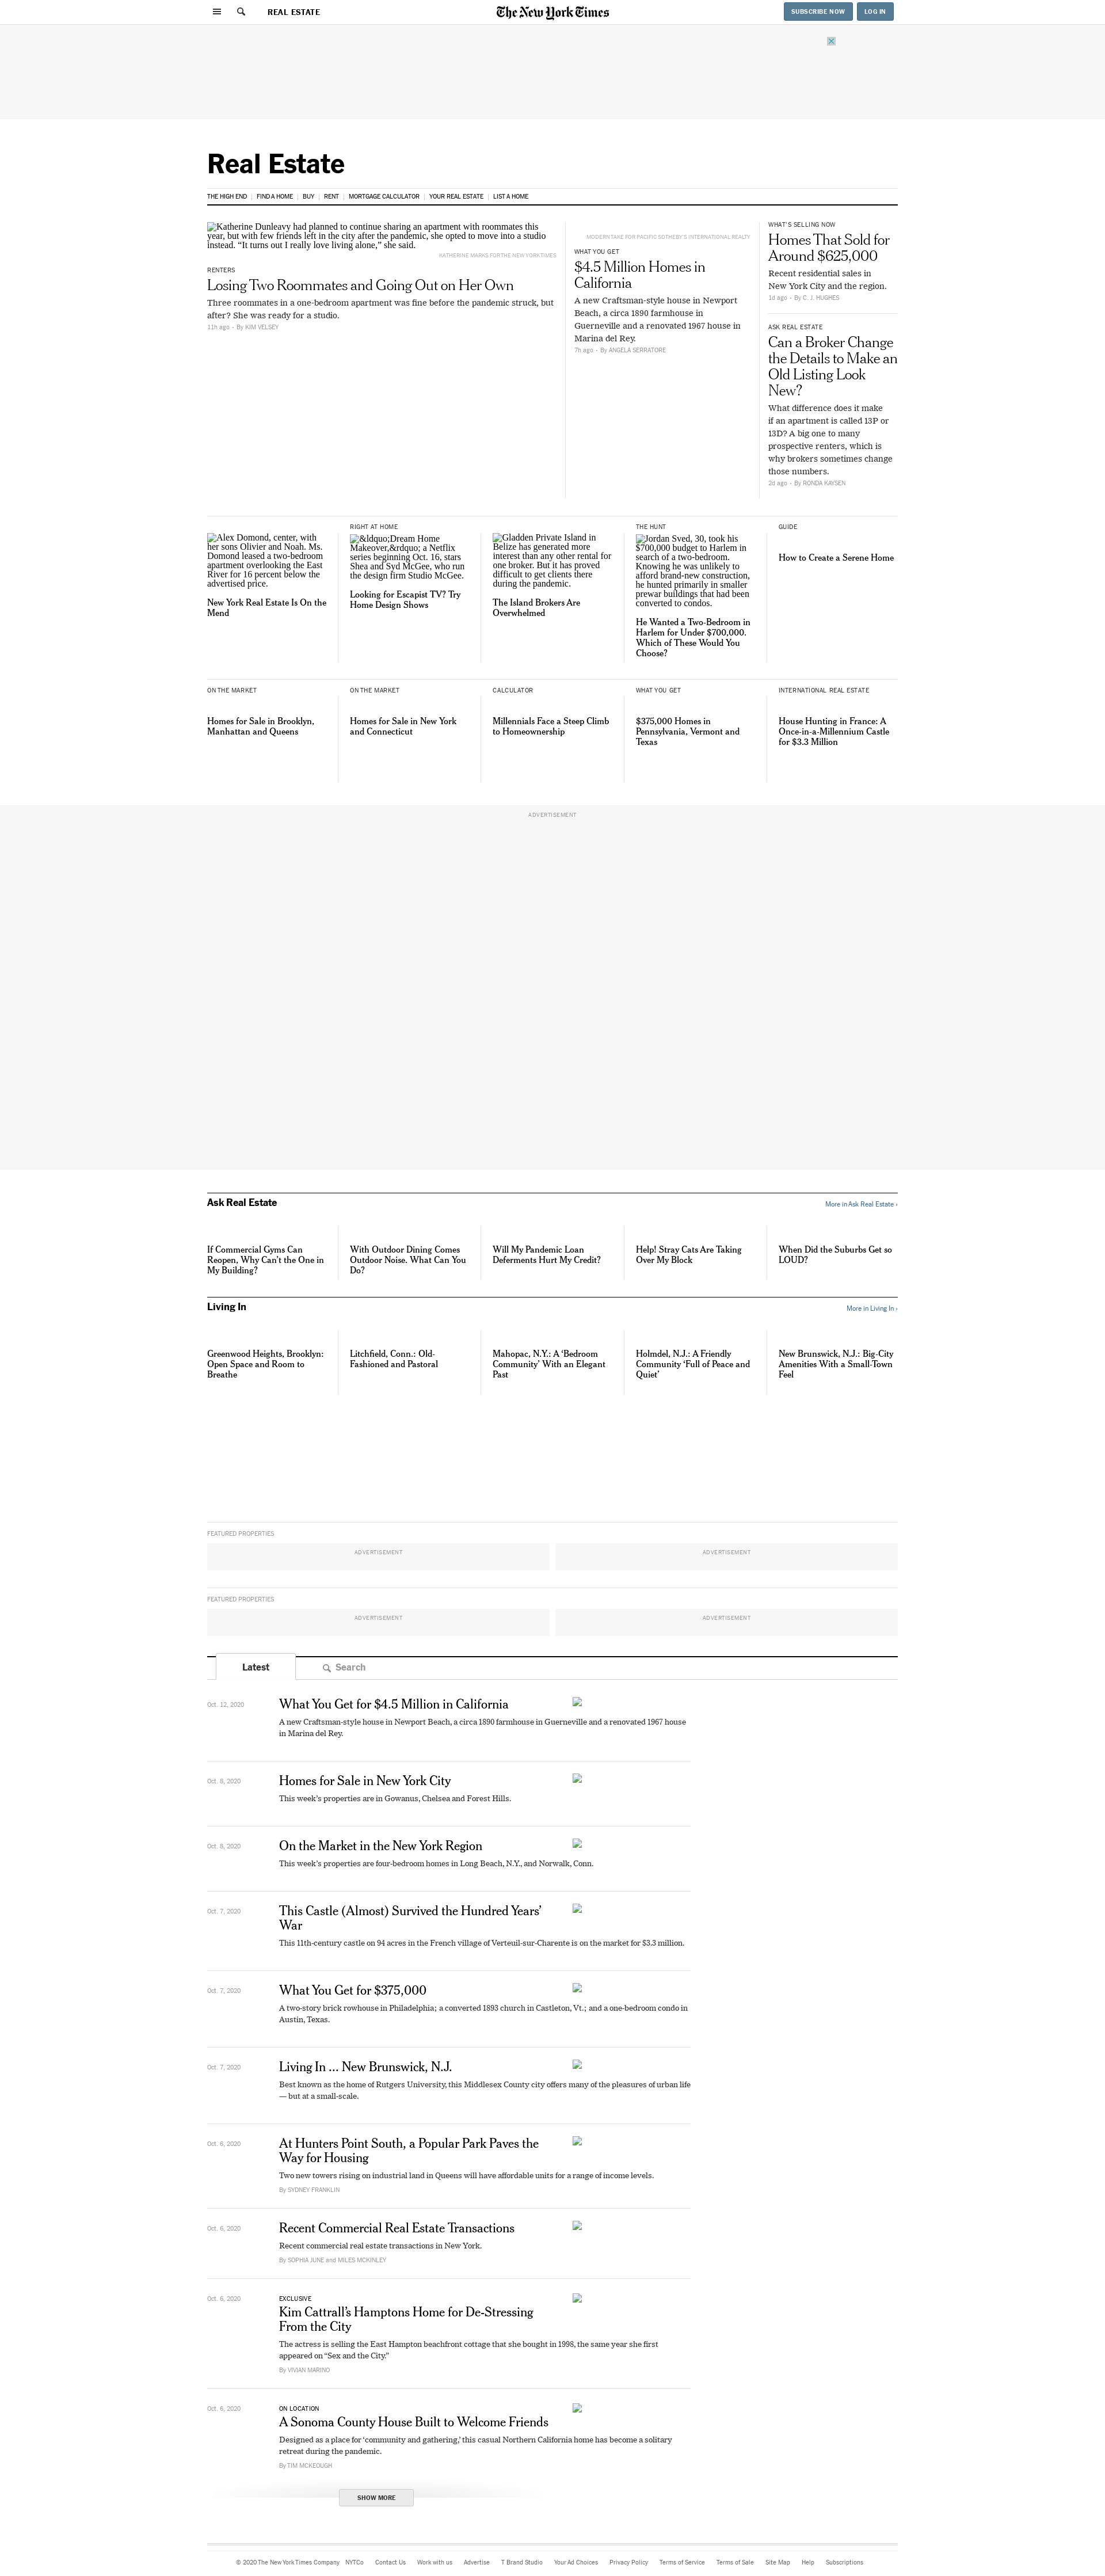 REAL ESTATE
The New York Times
SUBSCRIBE NOW
LOG IN
Real Estate
THE HIGH END
FIND A HOME
BUY
RENT
MORTGAGE CALCULATOR
YOUR REAL ESTATE
LIST A HOME
Katherine Dunleavy had planned to continue sharing an apartment with roommates this
year, but with few friends left in the city after the pandemic, she opted to move into a studio
instead. “It turns out I really love living alone,” she said.
KATHERINE MARKS FOR THE NEW YORK TIMES
RENTERS
Losing Two Roommates and Going Out on Her Own
Three roommates in a one-bedroom apartment was fine before the pandemic struck, but
after? She was ready for a studio.
11h ago - By KIM VELSEY
MODERN TAKE FOR PACIFIC SOTHEBY'S INTERNATIONAL REALTY
WHAT YOU GET
$4.5 Million Homes in
California
A new Craftsman-style house in Newport
Beach, a circa 1890 farmhouse in
Guerneville and a renovated 1967 house in
Marina del Rey.
7h ago - By ANGELA SERRATORE
WHAT'S SELLING NOW
Homes That Sold for
Around $625,000
Recent residential sales in
New York City and the region.
1d ago - By C. J. HUGHES
ASK REAL ESTATE
Can a Broker Change
the Details to Make an
Old Listing Look
New?
What difference does it make
if an apartment is called 13P or
13D? A big one to many
prospective renters, which is
why brokers sometimes change
those numbers.
2d ago - By RONDA KAYSEN
Alex Domond, center, with
her sons Olivier and Noah. Ms.
Domond leased a two-bedroom
apartment overlooking the East
River for 16 percent below the
advertised price.
New York Real Estate Is On the
Mend
RIGHT AT HOME
&ldquo;Dream Home
Makeover,&rdquo; a Netflix
series beginning Oct. 16, stars
Shea and Syd McGee, who run
the design firm Studio McGee.
Looking for Escapist TV? Try
Home Design Shows
Gladden Private Island in
Belize has generated more
interest than any other rental for
one broker. But it has proved
difficult to get clients there
during the pandemic.
The Island Brokers Are
Overwhelmed
THE HUNT
Jordan Sved, 30, took his
$700,000 budget to Harlem in
search of a two-bedroom.
Knowing he was unlikely to
afford brand-new construction,
he hunted primarily in smaller
prewar buildings that had been
converted to condos.
He Wanted a Two-Bedroom in
Harlem for Under $700,000.
Which of These Would You
Choose?
GUIDE
How to Create a Serene Home
ON THE MARKET
Homes for Sale in Brooklyn,
Manhattan and Queens
ON THE MARKET
Homes for Sale in New York
and Connecticut
CALCULATOR
Millennials Face a Steep Climb
to Homeownership
WHAT YOU GET
$375,000 Homes in
Pennsylvania, Vermont and
Texas
INTERNATIONAL REAL ESTATE
House Hunting in France: A
Once-in-a-Millennium Castle
for $3.3 Million
ADVERTISEMENT
Ask Real Estate
More in Ask Real Estate ›
If Commercial Gyms Can
Reopen, Why Can’t the One in
My Building?
With Outdoor Dining Comes
Outdoor Noise. What Can You
Do?
Will My Pandemic Loan
Deferments Hurt My Credit?
Help! Stray Cats Are Taking
Over My Block
When Did the Suburbs Get so
LOUD?
Living In
More in Living In ›
Greenwood Heights, Brooklyn:
Open Space and Room to
Breathe
Litchfield, Conn.: Old-
Fashioned and Pastoral
Mahopac, N.Y.: A ‘Bedroom
Community’ With an Elegant
Past
Holmdel, N.J.: A Friendly
Community ‘Full of Peace and
Quiet’
New Brunswick, N.J.: Big-City
Amenities With a Small-Town
Feel
FEATURED PROPERTIES
ADVERTISEMENT
ADVERTISEMENT
FEATURED PROPERTIES
ADVERTISEMENT
ADVERTISEMENT
Latest
Search
Oct. 12, 2020
What You Get for $4.5 Million in California
A new Craftsman-style house in Newport Beach, a circa 1890 farmhouse in Guerneville and a renovated 1967 house
in Marina del Rey.
Oct. 8, 2020
Homes for Sale in New York City
This week’s properties are in Gowanus, Chelsea and Forest Hills.
Oct. 8, 2020
On the Market in the New York Region
This week’s properties are four-bedroom homes in Long Beach, N.Y., and Norwalk, Conn.
Oct. 7, 2020
This Castle (Almost) Survived the Hundred Years’
War
This 11th-century castle on 94 acres in the French village of Verteuil-sur-Charente is on the market for $3.3 million.
Oct. 7, 2020
What You Get for $375,000
A two-story brick rowhouse in Philadelphia; a converted 1893 church in Castleton, Vt.; and a one-bedroom condo in
Austin, Texas.
Oct. 7, 2020
Living In ... New Brunswick, N.J.
Best known as the home of Rutgers University, this Middlesex County city offers many of the pleasures of urban life
— but at a small-scale.
Oct. 6, 2020
At Hunters Point South, a Popular Park Paves the
Way for Housing
Two new towers rising on industrial land in Queens will have affordable units for a range of income levels.
By SYDNEY FRANKLIN
Oct. 6, 2020
Recent Commercial Real Estate Transactions
Recent commercial real estate transactions in New York.
By SOPHIA JUNE and MILES MCKINLEY
Oct. 6, 2020
EXCLUSIVE
Kim Cattrall’s Hamptons Home for De-Stressing
From the City
The actress is selling the East Hampton beachfront cottage that she bought in 1998, the same year she first
appeared on “Sex and the City.”
By VIVIAN MARINO
Oct. 6, 2020
ON LOCATION
A Sonoma County House Built to Welcome Friends
Designed as a place for ‘community and gathering,’ this casual Northern California home has become a solitary
retreat during the pandemic.
By TIM MCKEOUGH
SHOW MORE
© 2020 The New York Times Company
NYTCo
Contact Us
Work with us
Advertise
T Brand Studio
Your Ad Choices
Privacy Policy
Terms of Service
Terms of Sale
Site Map
Help
Subscriptions